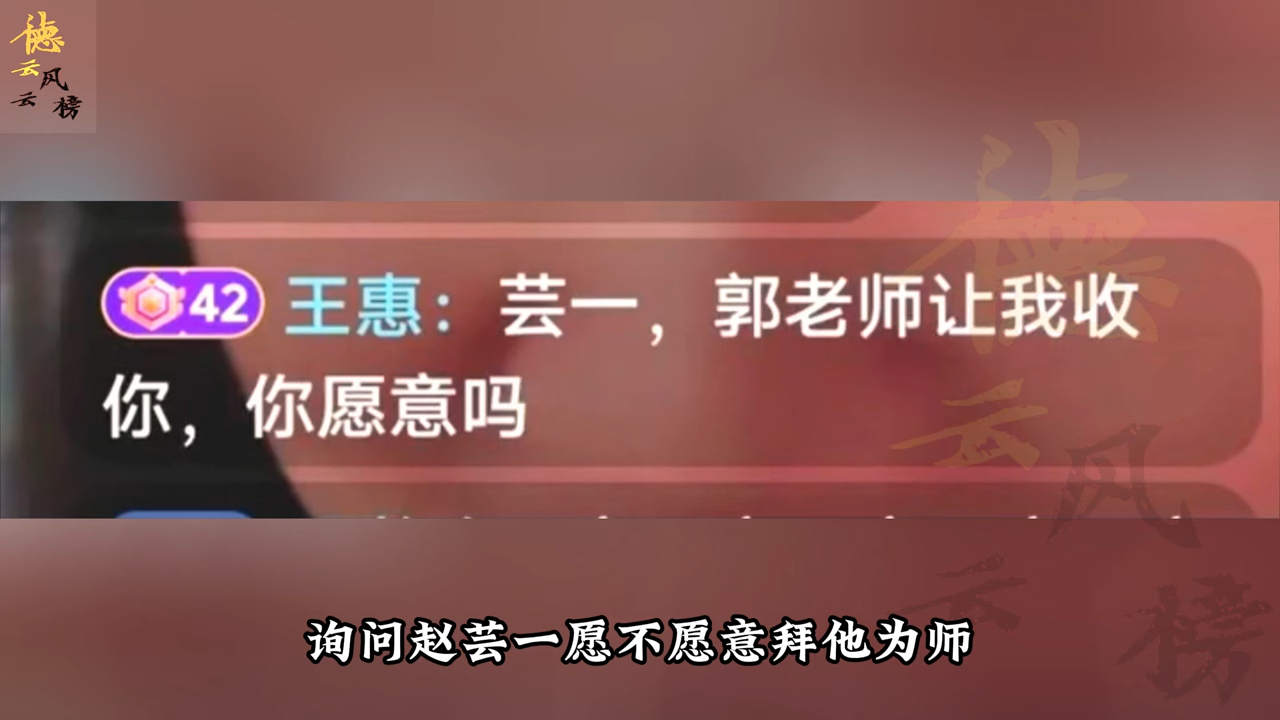 德
云风
云榜
42 王惠：芸一，郭老师让我收
你，你愿意吗
德
云风
云榜
询问赵芸一愿不愿意拜他为师